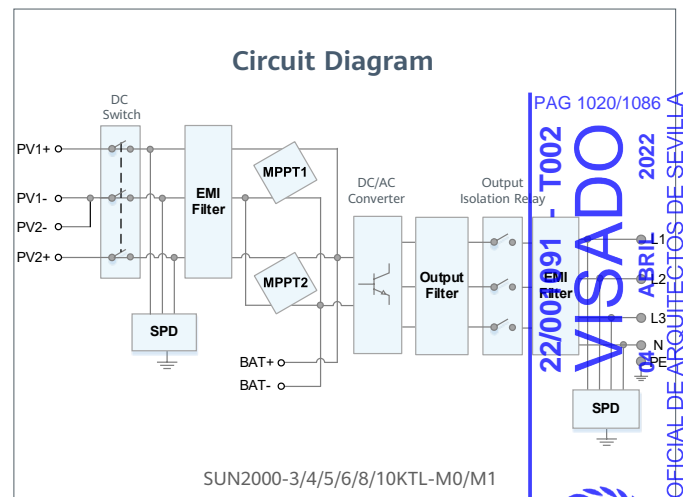 Circuit Diagram
DC
Switch
PV1+
PV1-
PV2-
PV2+
EMI
Filter
SPD
MPPT1
MPPT2
BAT+
BAT-
DC/AC
Converter
Output
Filter
Output
Isolation Relay
EMI
Filter
L1
L2
L3
N
PE
SPD
SUN2000-3/4/5/6/8/10KTL-M0/M1
PAG 1020/1086
22/001091 - T002
VISADO
04 ABRIL 2022
OFICIAL DE ARQUITECTOS DE SEVILLA